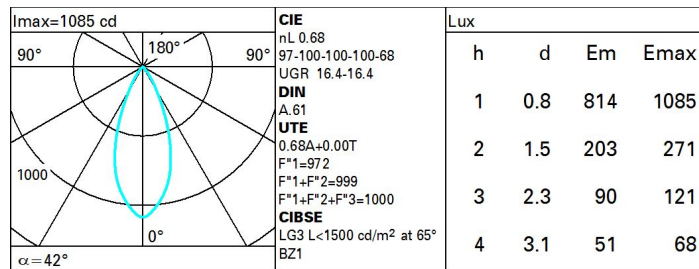 Imax=1085 cd
90°
180°
90°
1000
0°
α=42°
CIE
nL 0.68
97-100-100-100-68
UGR 16.4-16.4
DIN
A.61
UTE
0.68A+0.00T
F"1=972
F"1+F"2=999
F"1+F"2+F"3=1000
CIBSE
LG3 L<1500 cd/m² at 65°
BZ1
Lux
h d Em Emax
1 0.8 814 1085
2 1.5 203 271
3 2.3 90 121
4 3.1 51 68